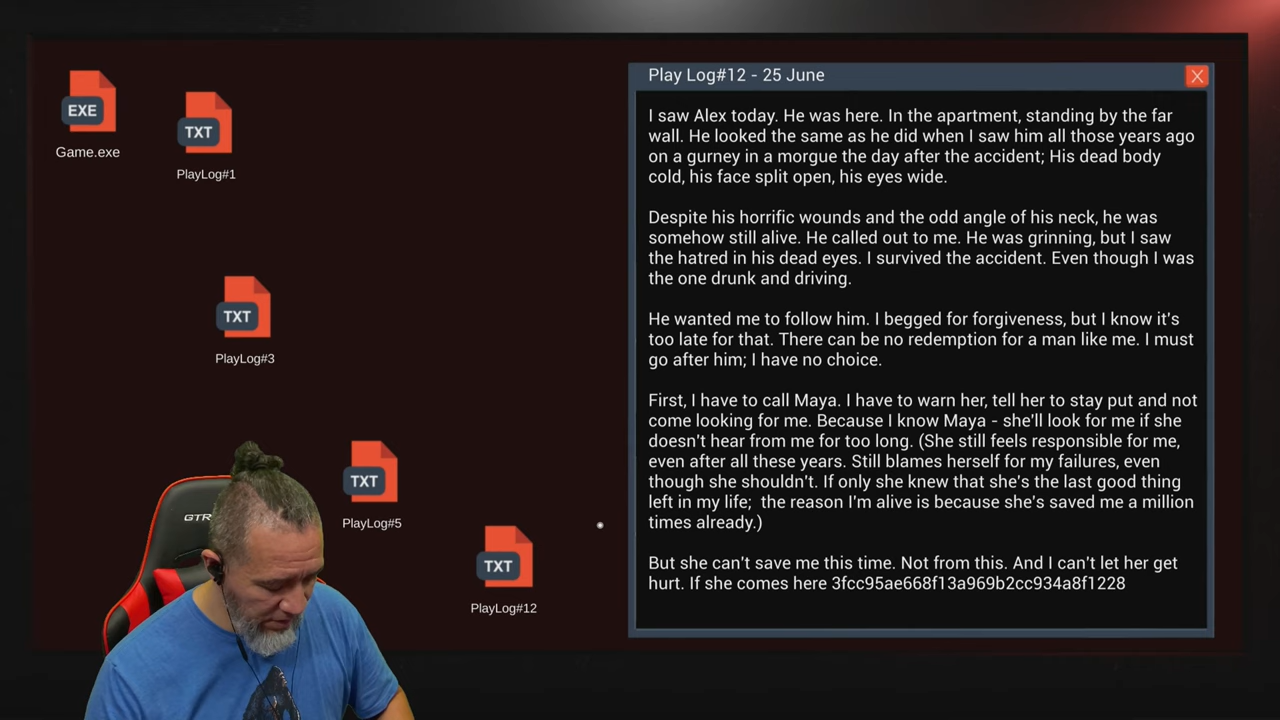 EXE
Game.exe
TXT
PlayLog#1
TXT
PlayLog#3
TXT
PlayLog#5
TXT
PlayLog#12
Play Log#12 - 25 June
X
I saw Alex today. He was here. In the apartment, standing by the far
wall. He looked the same as he did when I saw him all those years ago
on a gurney in a morgue the day after the accident; His dead body
cold, his face split open, his eyes wide.
Despite his horrific wounds and the odd angle of his neck, he was
somehow still alive. He called out to me. He was grinning, but I saw
the hatred in his dead eyes. I survived the accident. Even though I was
the one drunk and driving.
He wanted me to follow him. I begged for forgiveness, but I know it's
too late for that. There can be no redemption for a man like me. I must
go after him; I have no choice.
First, I have to call Maya. I have to warn her, tell her to stay put and not
come looking for me. Because I know Maya - she'll look for me if she
doesn't hear from me for too long. (She still feels responsible for me,
even after all these years. Still blames herself for my failures, even
though she shouldn't. If only she knew that she's the last good thing
left in my life;  the reason I'm alive is because she's saved me a million
times already.)
But she can't save me this time. Not from this. And I can't let her get
hurt. If she comes here 3fcc95ae668f13a969b2cc934a8f1228
GTR